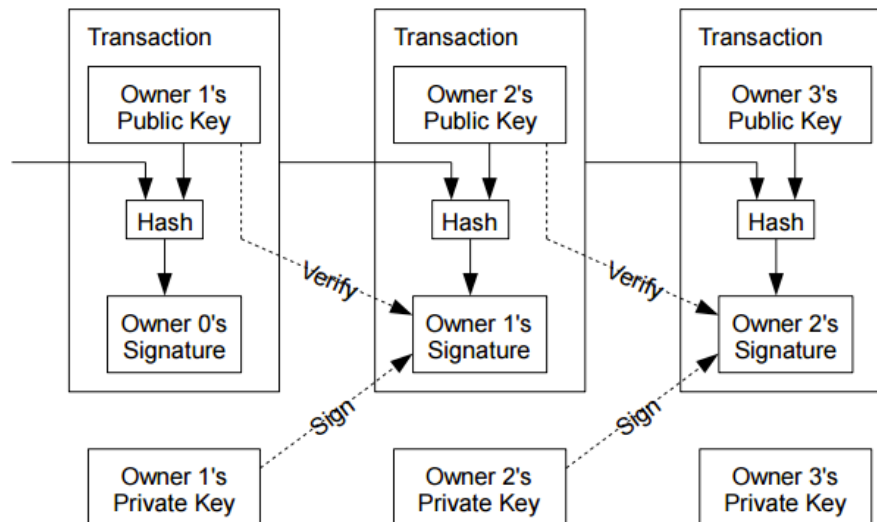 Transaction
Transaction
Transaction
Owner 1's
Public Key
Owner 2's
Public Key
Owner 3's
Public Key
Hash
Hash
Hash
Verify
Verify
Owner 0's
Signature
Owner 1's
Signature
Owner 2's
Signature
Sign
Sign
Owner 1's
Private Key
Owner 2's
Private Key
Owner 3's
Private Key